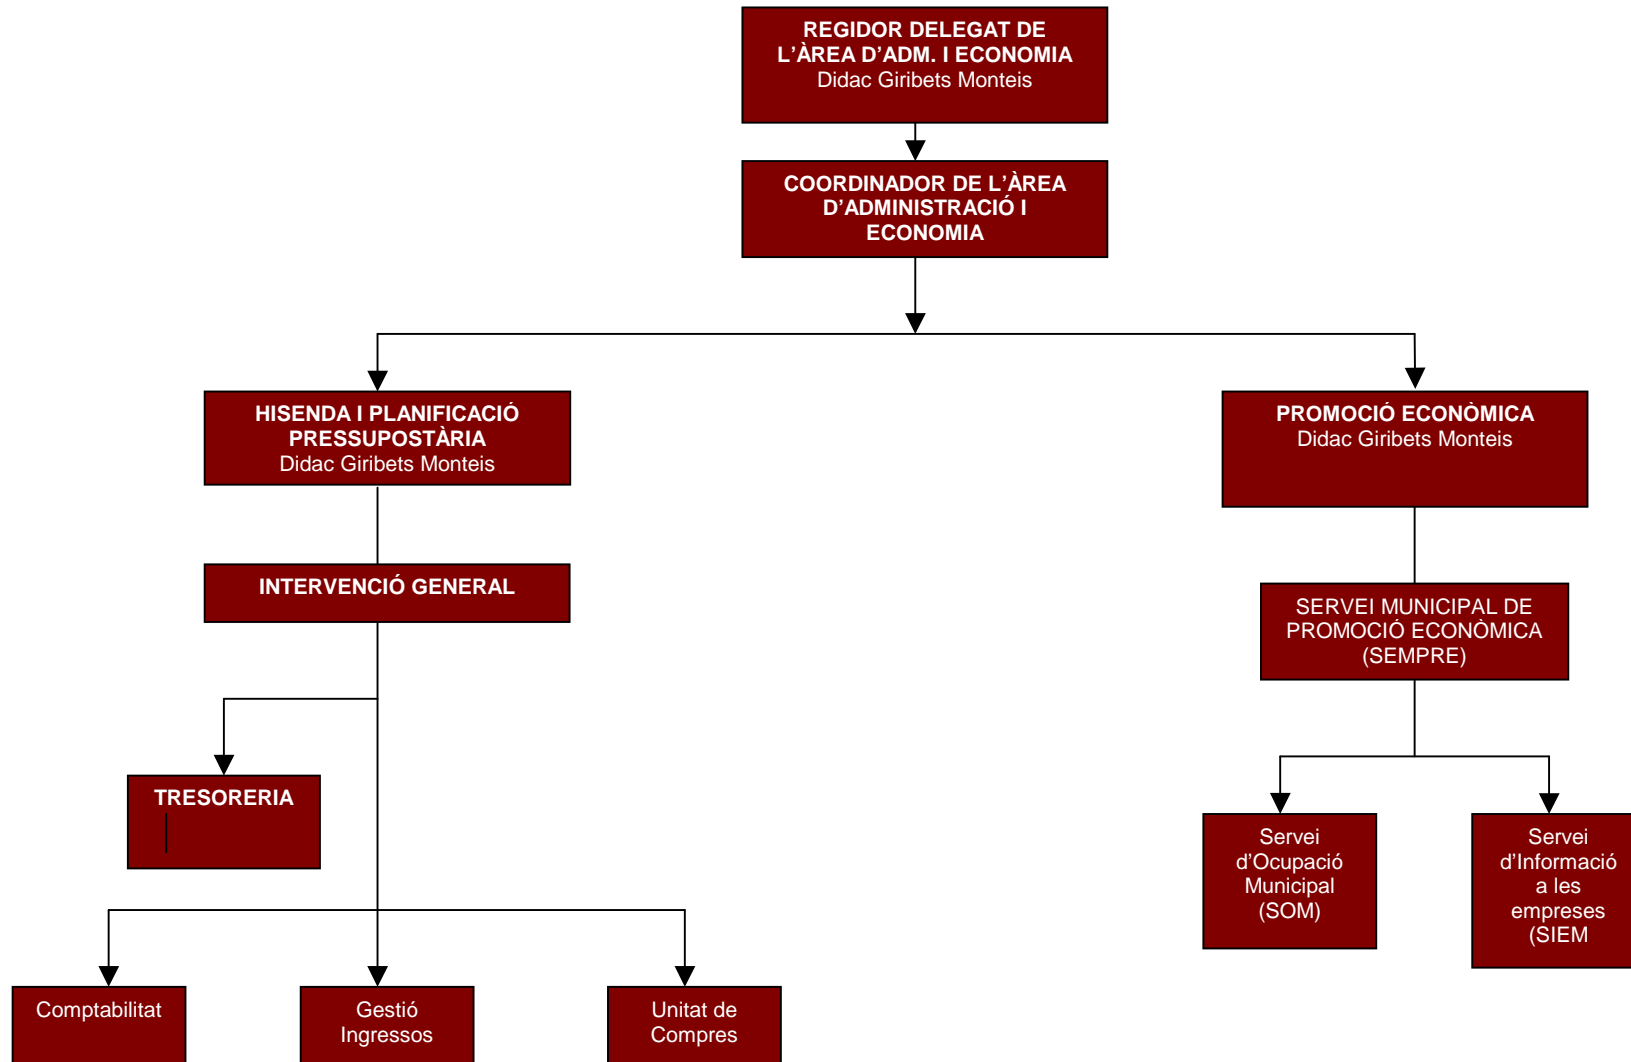 REGIDOR DELEGAT DE
L’ÀREA D’ADM. I ECONOMIA
Didac Giribets Monteis
COORDINADOR DE L’ÀREA
D’ADMINISTRACIÓ I
ECONOMIA
HISENDA I PLANIFICACIÓ
PRESSUPOSTÀRIA
Didac Giribets Monteis
PROMOCIÓ ECONÒMICA
Didac Giribets Monteis
INTERVENCIÓ GENERAL
SERVEI MUNICIPAL DE
PROMOCIÓ ECONÒMICA
(SEMPRE)
TRESORERIA
Servei
d’Ocupació
Municipal
(SOM)
Servei
d’Informació
a les
empreses
(SIEM
Comptabilitat
Gestió
Ingressos
Unitat de
Compres